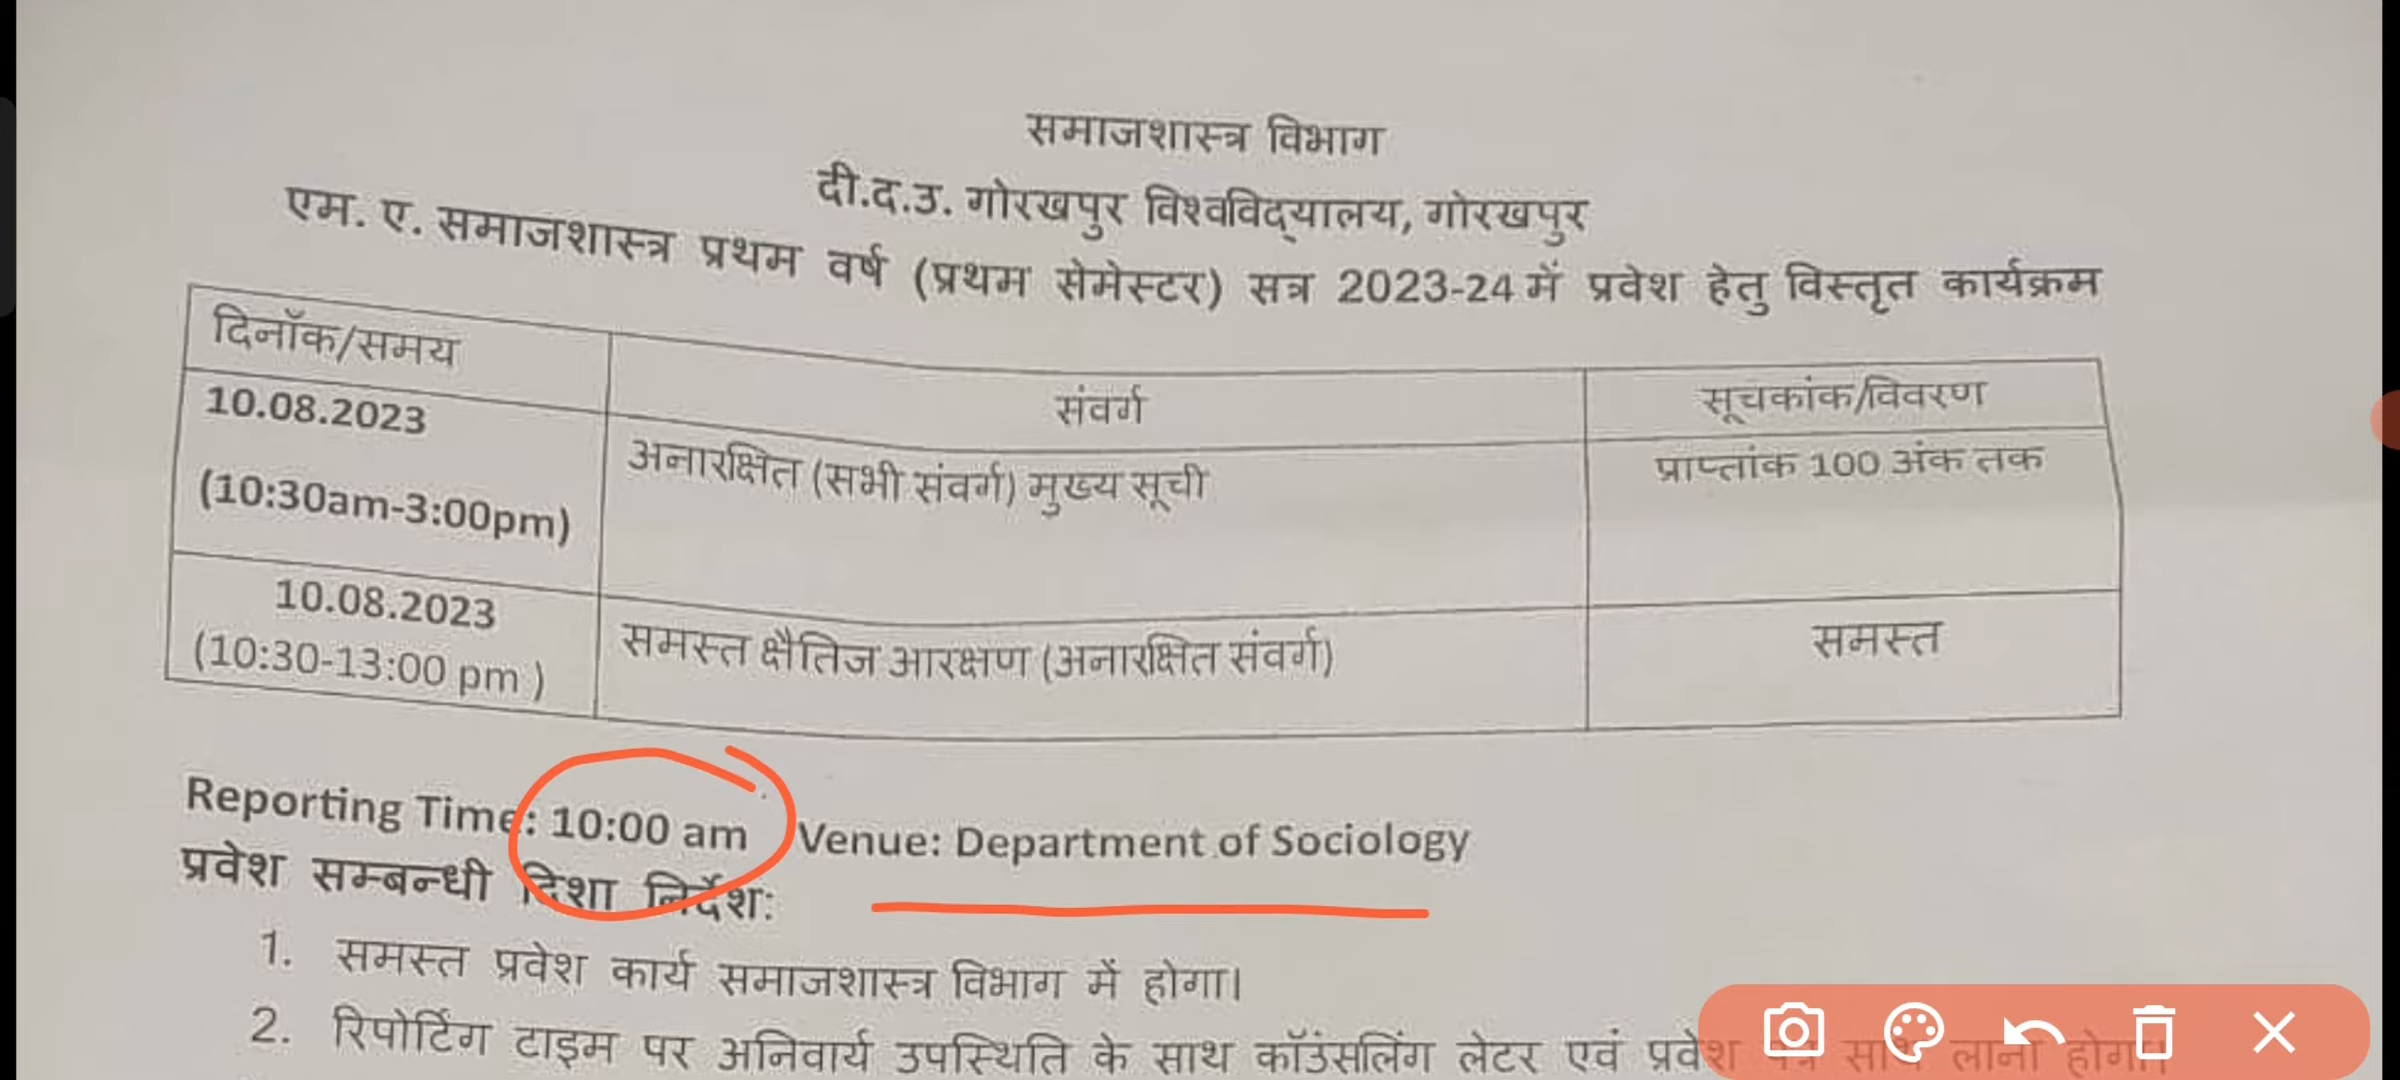 समाजशास्त्र विभाग
दी.द.उ. गोरखपुर विश्वविद्यालय, गोरखपुर
एम. ए. समाजशास्त्र प्रथम वर्ष (प्रथम सेमेस्टर) सत्र 2023-24 में प्रवेश हेतु विस्तृत कार्यक्रम
दिनॉक/समय
संवर्ग
सूचकांक/विवरण
10.08.2023
(10:30am-3:00pm)
अनारक्षित (सभी संवर्ग) मुख्य सूची
प्राप्तांक 100 अंक तक
10.08.2023
(10:30-13:00 pm )
समस्त क्षैतिज आरक्षण (अनारक्षित संवर्ग)
समस्त
Reporting Time: 10:00 am Venue: Department of Sociology
प्रवेश सम्बन्धी दिशा निर्देश:
1. समस्त प्रवेश कार्य समाजशास्त्र विभाग में होगा।
2. रिपोर्टिंग टाइम पर अनिवार्य उपस्थिति के साथ कॉउंसलिंग लेटर एवं प्रवेश पत्र साथ लाना होगा।